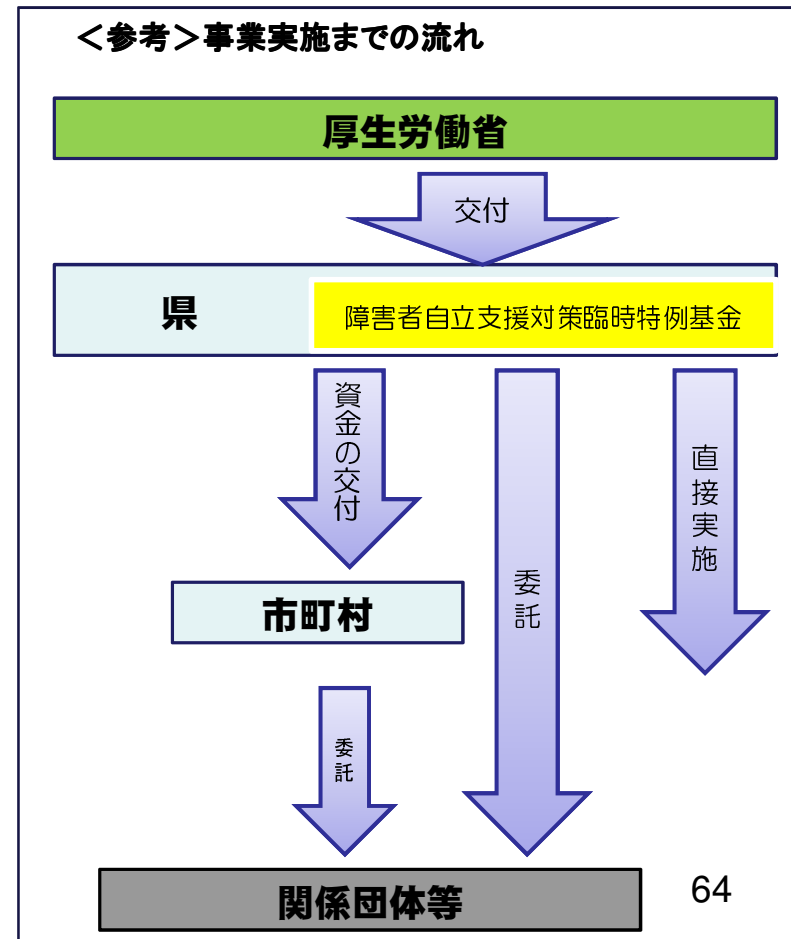 ＜参考＞事業実施までの流れ
厚生労働省
交付
県
障害者自立支援対策臨時特例基金
資金の交付
委託
直接実施
市町村
委託
関係団体等
64